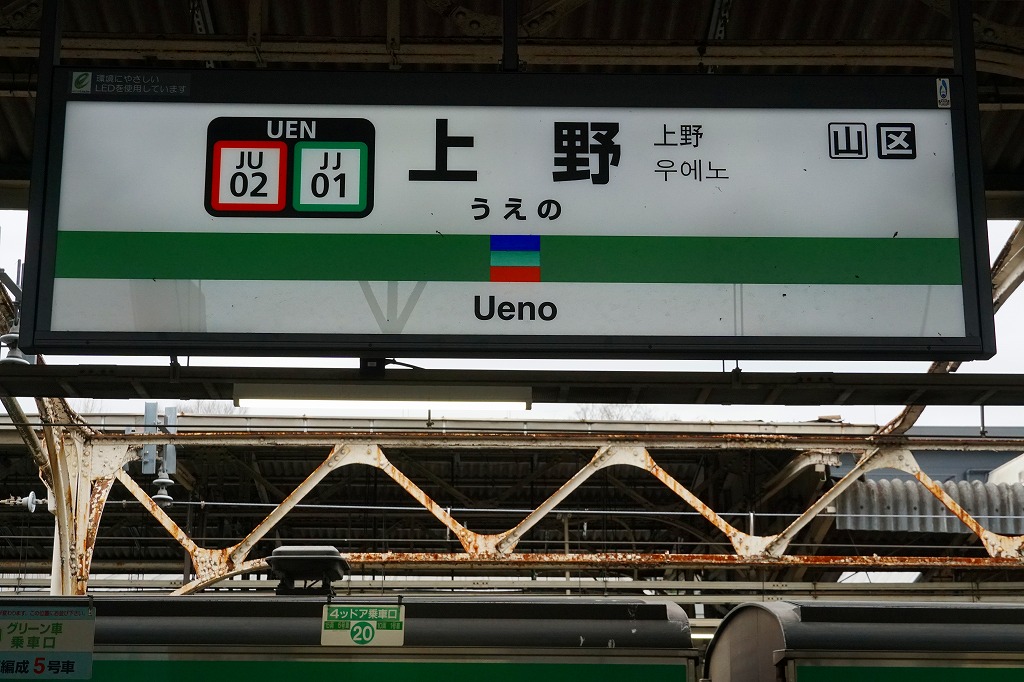 環境にやさしい
LEDを使用しています
UEN
JU
02
JJ
01
上野
うえの
上野
우에노
山 区
Ueno
グリーン車
乗車口
編成5号車
4ッドア乗車口
20